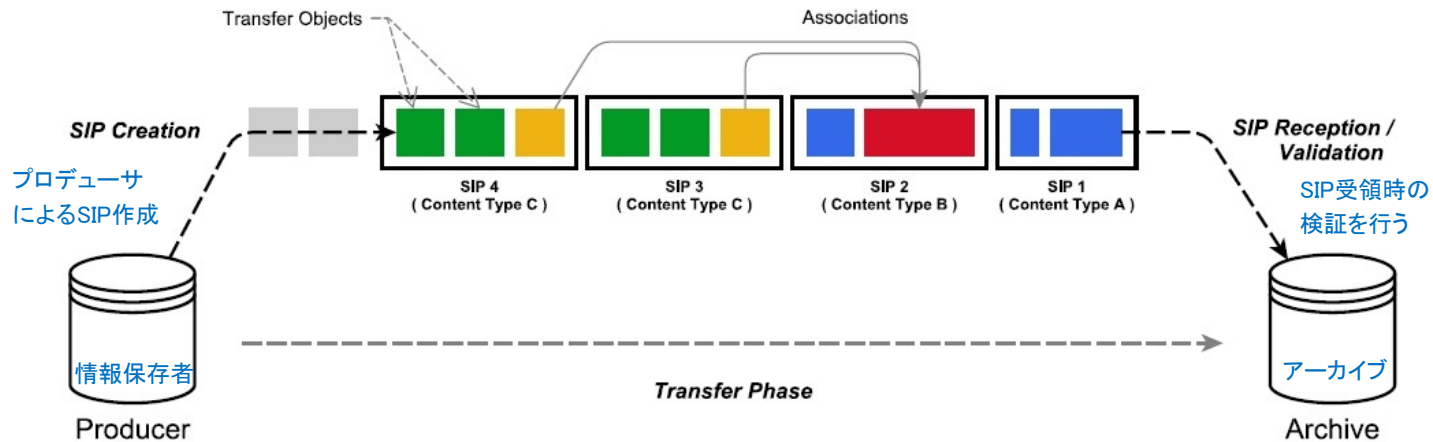 Transfer Objects
Associations
SIP Creation
SIP Reception /
Validation
プロデューサ
によるSIP作成
SIP 4
( Content Type C )
SIP 3
( Content Type C )
SIP 2
( Content Type B )
SIP 1
( Content Type A )
SIP受領時の
検証を行う
情報保存者
アーカイブ
Transfer Phase
Producer
Archive